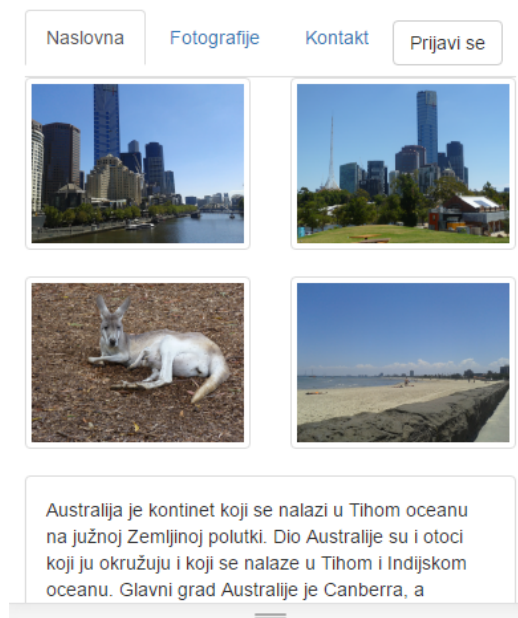 Naslovna Fotografije Kontakt Prijavi se
Australija je kontinet koji se nalazi u Tihom oceanu
na južnoj Zemljinoj polutki. Dio Australije su i otoci
koji ju okružuju i koji se nalaze u Tihom i Indijskom
oceanu. Glavni grad Australije je Canberra, a